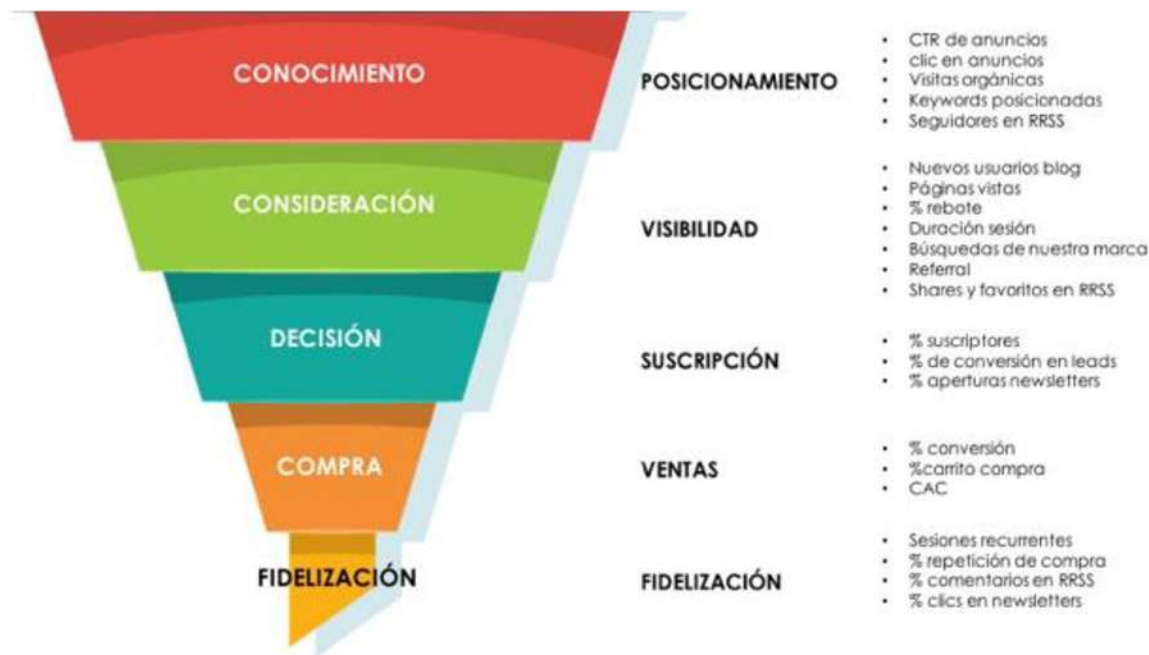 CONOCIMIENTO
POSICIONAMIENTO
• CTR de anuncios
• clic en anuncios
• Visitas orgánicas
• Keywords posicionadas
• Seguidores en RRSS
CONSIDERACIÓN
VISIBILIDAD
• Nuevos usuarios blog
• Páginas vistas
• % rebote
• Duración sesión
• Búsquedas de nuestra marca
• Referral
• Shares y favoritos en RRSS
DECISIÓN
SUSCRIPCIÓN
• % suscriptores
• % de conversión en leads
• % aperturas newsletters
COMPRA
VENTAS
• % conversión
• %carrito compra
• CAC
FIDELIZACIÓN
FIDELIZACIÓN
• Sesiones recurrentes
• % repetición de compra
• % comentarios en RRSS
• % clics en newsletters